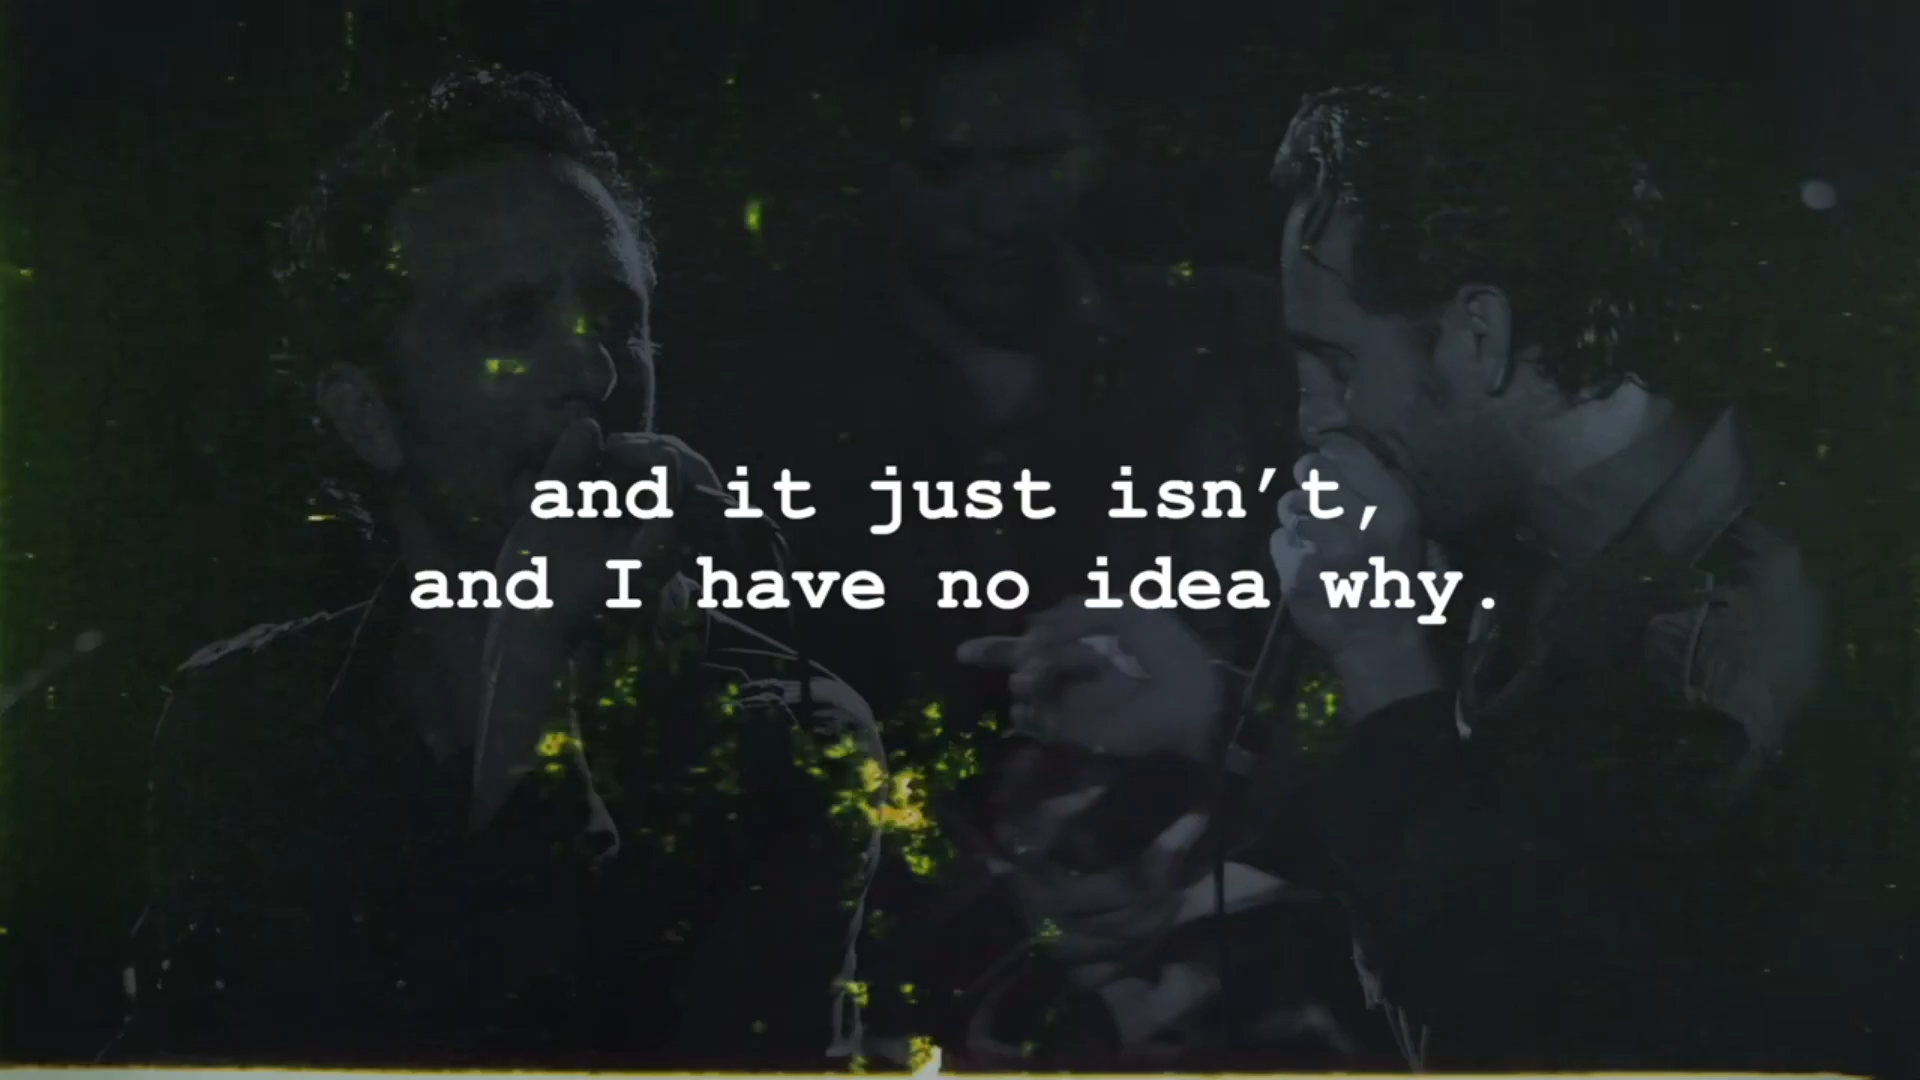 and it just isn’t,
and I have no idea why.